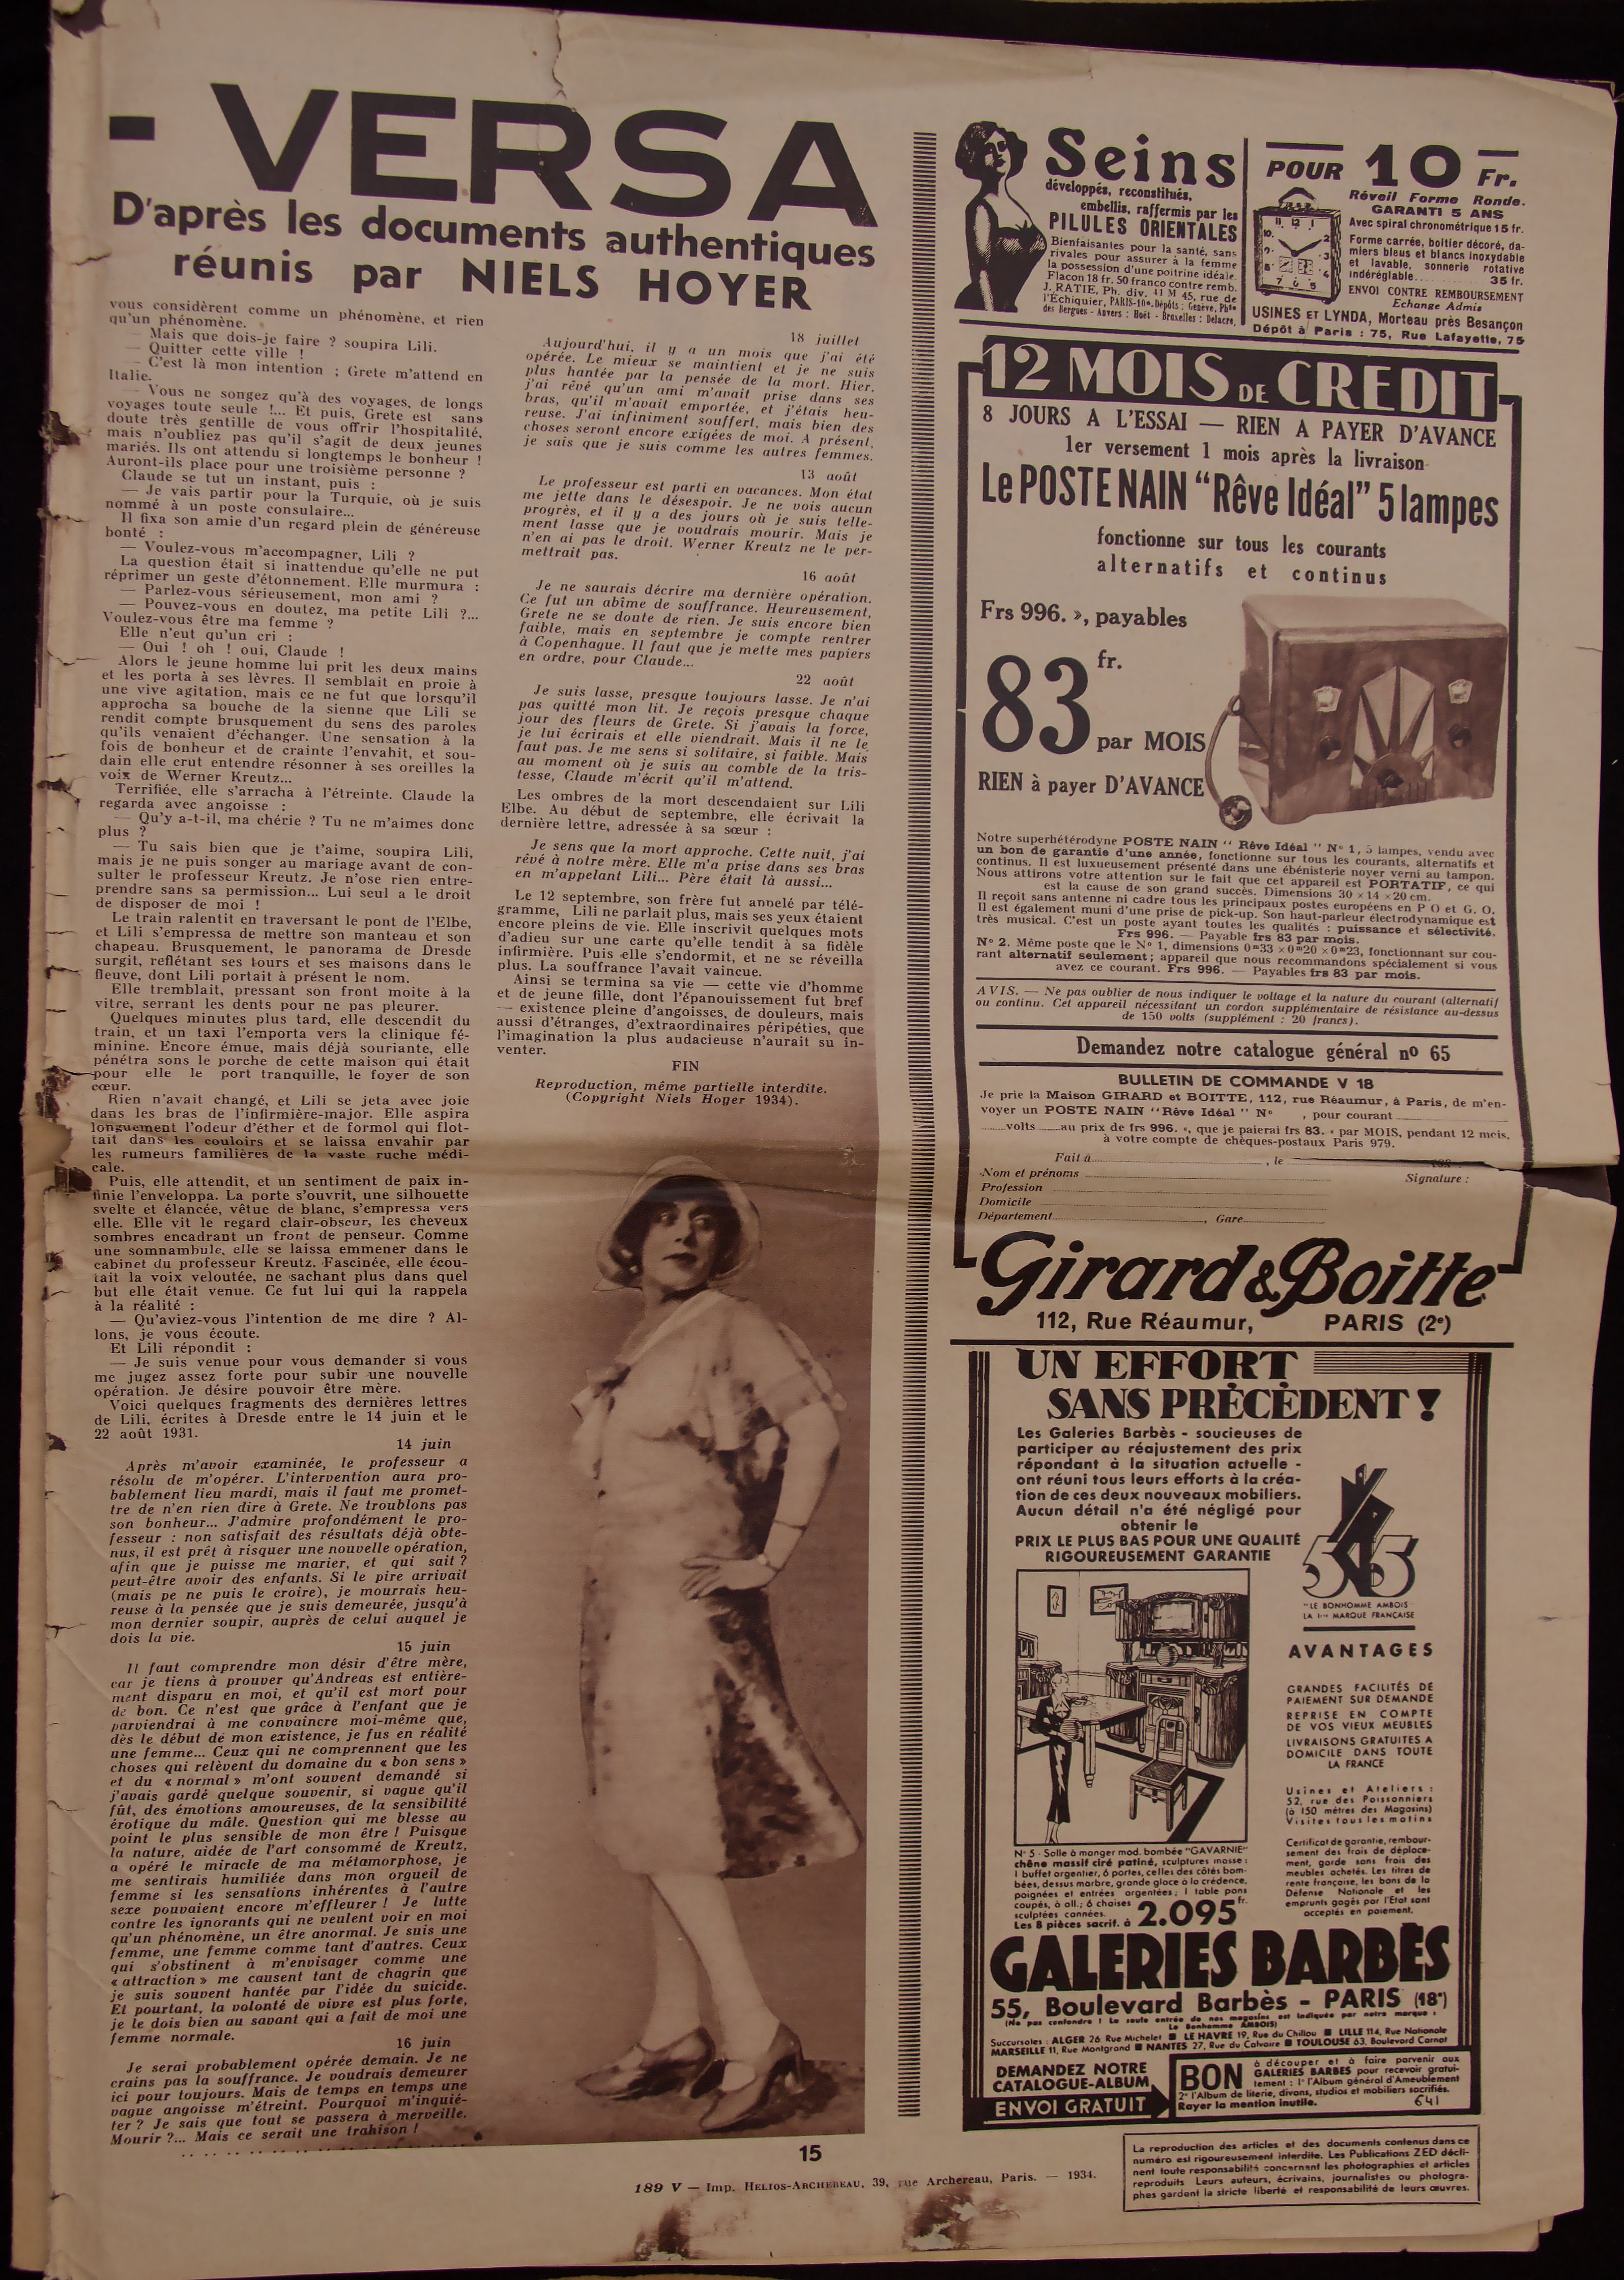 - VERSA
D'après les documents authentiques
réunis par NIELS HOYER
vous considèrent comme un phénomène, et rien
qu'un phénomène.
— Mais que dois-je faire ? soupira Lili.
— Quitter cette ville !
— C'est là mon intention ; Grete m'attend en
Italie.
— Vous ne songez qu'à des voyages, de longs
voyages toute seule !... Et puis, Grete est sans
doute très gentille de vous offrir l'hospitalité,
mais n'oubliez pas qu'il s'agit de deux jeunes
mariés. Ils ont attendu si longtemps le bonheur !
Auront-ils place pour une troisième personne ?
Claude se tut un instant, puis :
— Je vais partir pour la Turquie, où je suis
nommé à un poste consulaire...
Il fixa son amie d'un regard plein de généreuse
bonté :
— Voulez-vous m'accompagner, Lili ?
La question était si inattendue qu'elle ne put
réprimer un geste d'étonnement. Elle murmura :
— Parlez-vous sérieusement, mon ami ?
— Pouvez-vous en doutez, ma petite Lili ?...
Voulez-vous être ma femme ?
Elle n'eut qu'un cri :
— Oui ! oh ! oui, Claude !
Alors le jeune homme lui prit les deux mains
et les porta à ses lèvres. Il semblait en proie à
une vive agitation, mais ce ne fut que lorsqu'il
approcha sa bouche de la sienne que Lili se
rendit compte brusquement du sens des paroles
qu'ils venaient d'échanger. Une sensation à la
fois de bonheur et de crainte l'envahit, et sou-
dain elle crut entendre résonner à ses oreilles la
voix de Werner Kreutz...
Terrifiée, elle s'arracha à l'étreinte. Claude la
regarda avec angoisse :
— Qu'y a-t-il, ma chérie ? Tu ne m'aimes donc
plus ?
— Tu sais bien que je t'aime, soupira Lili,
mais je ne puis songer au mariage avant de con-
sulter le professeur Kreutz. Je n'ose rien entre-
prendre sans sa permission... Lui seul a le droit
de disposer de moi !
Le train ralentit en traversant le pont de l'Elbe,
et Lili s'empressa de mettre son manteau et son
chapeau. Brusquement, le panorama de Dresde
surgit, reflétant ses tours et ses maisons dans le
fleuve, dont Lili portait à présent le nom.
Elle tremblait, pressant son front moite à la
vitre, serrant les dents pour ne pas pleurer.
Quelques minutes plus tard, elle descendit du
train, et un taxi l'emporta vers la clinique fé-
minine. Encore émue, mais déjà souriante, elle
pénétra sons le porche de cette maison qui était
pour elle le port tranquille, le foyer de son
cœur.
Rien n'avait changé, et Lili se jeta avec joie
dans les bras de l'infirmière-major. Elle aspira
longuement l'odeur d'éther et de formol qui flot-
tait dans les couloirs et se laissa envahir par
les rumeurs familières de la vaste ruche médi-
cale.
Puis, elle attendit, et un sentiment de paix in-
finie l'enveloppa. La porte s'ouvrit, une silhouette
svelte et élancée, vêtue de blanc, s'empressa vers
elle. Elle vit le regard clair-obscur, les cheveux
sombres encadrant un front de penseur. Comme
une somnambule, elle se laissa emmener dans le
cabinet du professeur Kreutz. Fascinée, elle écou-
tait la voix veloutée, ne sachant plus dans quel
but elle était venue. Ce fut lui qui la rappela
à la réalité :
— Qu'aviez-vous l'intention de me dire ? Al-
lons, je vous écoute.
Et Lili répondit :
— Je suis venue pour vous demander si vous
me jugez assez forte pour subir une nouvelle
opération. Je désire pouvoir être mère.
Voici quelques fragments des dernières lettres
de Lili, écrites à Dresde entre le 14 juin et le
22 août 1931.
14 juin
Après m'avoir examinée, le professeur a
résolu de m'opérer. L'intervention aura pro-
bablement lieu mardi, mais il faut me promet-
tre de n'en rien dire à Grete. Ne troublons pas
son bonheur... J'admire profondément le pro-
fesseur : non satisfait des résultats déjà obte-
nus, il est prêt à risquer une nouvelle opération,
afin que je puisse me marier, et qui sait ?
peut-être avoir des enfants. Si le pire arrivait
(mais pe ne puis le croire), je mourrais heu-
reuse à la pensée que je suis demeurée, jusqu'à
mon dernier soupir, auprès de celui auquel je
dois la vie.
15 juin
Il faut comprendre mon désir d'être mère,
car je tiens à prouver qu'Andreas est entière-
ment disparu en moi, et qu'il est mort pour
de bon. Ce n'est que grâce à l'enfant que je
parviendrai à me convaincre moi-même que,
dès le début de mon existence, je fus en réalité
une femme... Ceux qui ne comprennent que les
choses qui relèvent du domaine du « bon sens »
et du « normal » m'ont souvent demandé si
j'avais gardé quelque souvenir, si vague qu'il
fût, des émotions amoureuses, de la sensibilité
érotique du mâle. Question qui me blesse au
point le plus sensible de mon être ! Puisque
la nature, aidée de l'art consommé de Kreutz,
a opéré le miracle de ma métamorphose, je
me sentirais humiliée dans mon orgueil de
femme si les sensations inhérentes à l'autre
sexe pouvaient encore m'effleurer ! Je lutte
contre les ignorants qui ne veulent voir en moi
qu'un phénomène, un être anormal. Je suis une
femme, une femme comme tant d'autres. Ceux
qui s'obstinent à m'envisager comme une
« attraction » me causent tant de chagrin que
je suis souvent hantée par l'idée du suicide.
Et pourtant, la volonté de vivre est plus forte,
je le dois bien au savant qui a fait de moi une
femme normale.
16 juin
Je serai probablement opérée demain. Je ne
crains pas la souffrance. Je voudrais demeurer
ici pour toujours. Mais de temps en temps une
vague angoisse m'étreint. Pourquoi m'inquié-
ter ? Je sais que tout se passera à merveille.
Mourir ?... Mais ce serait une trahison !
18 juillet
Aujourd'hui, il y a un mois que j'ai été
opérée. Le mieux se maintient et je ne suis
plus hantée par la pensée de la mort. Hier,
j'ai rêvé qu'un ami m'avait prise dans ses
bras, qu'il m'avait emportée, et j'étais heu-
reuse. J'ai infiniment souffert, mais bien des
choses seront encore exigées de moi. A présent,
je sais que je suis comme les autres femmes.
13 août
Le professeur est parti en vacances. Mon état
me jette dans le désespoir. Je ne vois aucun
progrès, et il y a des jours où je suis telle-
ment lasse que je voudrais mourir. Mais je
n'en ai pas le droit. Werner Kreutz ne le per-
mettrait pas.
16 août
Je ne saurais décrire ma dernière opération.
Ce fut un abîme de souffrance. Heureusement,
Grete ne se doute de rien. Je suis encore bien
faible, mais en septembre je compte rentrer
à Copenhague. Il faut que je mette mes papiers
en ordre, pour Claude...
22 août
Je suis lasse, presque toujours lasse. Je n'ai
pas quitté mon lit. Je reçois presque chaque
jour des fleurs de Grete. Si j'avais la force,
je lui écrirais et elle viendrait. Mais il ne le
faut pas. Je me sens si solitaire, si faible. Mais
au moment où je suis au comble de la tris-
tesse, Claude m'écrit qu'il m'attend.
Les ombres de la mort descendaient sur Lili
Elbe. Au début de septembre, elle écrivait la
dernière lettre, adressée à sa sœur :
Je sens que la mort approche. Cette nuit, j'ai
rêvé à notre mère. Elle m'a prise dans ses bras
en m'appelant Lili... Père était là aussi...
Le 12 septembre, son frère fut appelé par télé-
gramme, Lili ne parlait plus, mais ses yeux étaient
encore pleins de vie. Elle inscrivit quelques mots
d'adieu sur une carte qu'elle tendit à sa fidèle
infirmière. Puis elle s'endormit, et ne se réveilla
plus. La souffrance l'avait vaincue.
Ainsi se termina sa vie — cette vie d'homme
et de jeune fille, dont l'épanouissement fut bref
— existence pleine d'angoisses, de douleurs, mais
aussi d'étranges, d'extraordinaires péripéties, que
l'imagination la plus audacieuse n'aurait su in-
venter.
FIN
Reproduction, même partielle interdite.
(Copyright Niels Hoyer 1934).
Seins
développés, reconstitués,
embellis, raffermis par les
PILULES ORIENTALES
Bienfaisantes pour la santé, sans
rivales pour assurer à la femme
la possession d'une poitrine idéale.
Flacon 18 fr. 50 franco contre remb.
J. RATIE, Ph. div. 11 M 45, rue de
l'Échiquier, PARIS-10e. Dépôts : Genève, Phie
des Bergues - Anvers : Hoët - Bruxelles : Delacre.
POUR 10 Fr.
Réveil Forme Ronde.
GARANTI 5 ANS
Avec spiral chronométrique 15 fr.
Forme carrée, boîtier décoré, da-
miers bleus et blancs inoxydable
et lavable, sonnerie rotative
indéréglable 35 fr.
ENVOI CONTRE REMBOURSEMENT
Echange Admis
USINES ET LYNDA, Morteau près Besançon
Dépôt à Paris : 75, Rue Lafayette, 75
12 MOIS DE CREDIT
8 JOURS A L'ESSAI — RIEN A PAYER D'AVANCE
1er versement 1 mois après la livraison
Le POSTE NAIN "Rêve Idéal" 5 lampes
fonctionne sur tous les courants
alternatifs et continus
Frs 996. », payables
83 fr.
par MOIS
RIEN à payer D'AVANCE
Notre superhétérodyne POSTE NAIN " Rêve Idéal " N° 1, 5 lampes, vendu avec
un bon de garantie d'une année, fonctionne sur tous les courants, alternatifs et
continus. Il est luxueusement présenté dans une ébénisterie noyer verni au tampon.
Nous attirons votre attention sur le fait que cet appareil est PORTATIF, ce qui
est la cause de son grand succès. Dimensions 30 × 14 × 20 cm.
Il reçoit sans antenne ni cadre tous les principaux postes européens en P O et G. O.
Il est également muni d'une prise de pick-up. Son haut-parleur électrodynamique est
très musical. C'est un poste ayant toutes les qualités : puissance et sélectivité.
Frs 996. — Payable frs 83 par mois.
N° 2. Même poste que le N° 1, dimensions 0m33 × 0m20 × 0m23, fonctionnant sur cou-
rant alternatif seulement ; appareil que nous recommandons spécialement si vous
avez ce courant. Frs 996. — Payables frs 83 par mois.
AVIS. — Ne pas oublier de nous indiquer le voltage et la nature du courant (alternatif
ou continu. Cet appareil nécessitant un cordon supplémentaire de résistance au-dessus
de 150 volts (supplément : 20 francs).
Demandez notre catalogue général no 65
BULLETIN DE COMMANDE V 18
Je prie la Maison GIRARD et BOITTE, 112, rue Réaumur, à Paris, de m'en-
voyer un POSTE NAIN "Rêve Idéal " N° , pour courant
volts au prix de frs 996. «, que je paierai frs 83. « par MOIS, pendant 12 mois,
à votre compte de chèques-postaux Paris 979.
Fait à , le
Nom et prénoms Signature :
Profession
Domicile
Département , Gare
Girard & Boitte
112, Rue Réaumur, PARIS (2e)
UN EFFORT
SANS PRÉCÉDENT !
Les Galeries Barbès - soucieuses de
participer au réajustement des prix
répondant à la situation actuelle -
ont réuni tous leurs efforts à la créa-
tion de ces deux nouveaux mobiliers.
Aucun détail n'a été négligé pour
obtenir le
PRIX LE PLUS BAS POUR UNE QUALITÉ
RIGOUREUSEMENT GARANTIE
55
"LE BONHOMME AMBOIS"
LA 1ère MARQUE FRANÇAISE
AVANTAGES
GRANDES FACILITÉS DE
PAIEMENT SUR DEMANDE
REPRISE EN COMPTE
DE VOS VIEUX MEUBLES
LIVRAISONS GRATUITES A
DOMICILE DANS TOUTE
LA FRANCE
Usines et Ateliers :
52, rue des Poissonniers
(à 150 mètres des Magasins)
Visites tous les matins
Certificat de garantie, rembour-
sement des frais de déplace-
ment, garde sans frais des
meubles achetés. Les titres de
rente française, les bons de la
Défense Nationale et les
emprunts gagés par l'État sont
acceptés en paiement.
N° 5 - Salle à manger mod. bombée "GAVARNIE"
chêne massif ciré patiné, sculptures masse :
1 buffet argentier, 6 portes, celles des côtés bom-
bées, dessus marbre, grande glace à la crédence,
poignées et entrées argentées ; 1 table pans
coupés, à all. ; 6 chaises
sculptées cannées.
Les 8 pièces sacrif. à 2.095 fr.
GALERIES BARBÈS
55, Boulevard Barbès - PARIS (18e)
(Ne pas confondre ! La seule entrée de nos magasins est indiquée par notre marque :
Le Bonhomme AMBOIS)
Succursales : ALGER 26 Rue Michelet ■ LE HAVRE 19, Rue du Chillou ■ LILLE 114, Rue Nationale
MARSEILLE 11, Rue Montgrand ■ NANTES 27, Rue du Calvaire ■ TOULOUSE 63, Boulevard Carnot
DEMANDEZ NOTRE
CATALOGUE-ALBUM
ENVOI GRATUIT
BON à découper et à faire parvenir aux
GALERIES BARBÈS pour recevoir gratui-
tement : 1° l'Album général d'Ameublement
2° l'Album de literie, divans, studios et mobiliers sacrifiés.
Rayer la mention inutile. 641
15
189 V — Imp. HELIOS-ARCHEREAU, 39, rue Archereau, Paris. — 1934.
La reproduction des articles et des documents contenus dans ce
numéro est rigoureusement interdite. Les Publications ZED décli-
nent toute responsabilité concernant les photographies et articles
reproduits Leurs auteurs, écrivains, journalistes ou photogra-
phes gardent la stricte liberté et responsabilité de leurs œuvres.